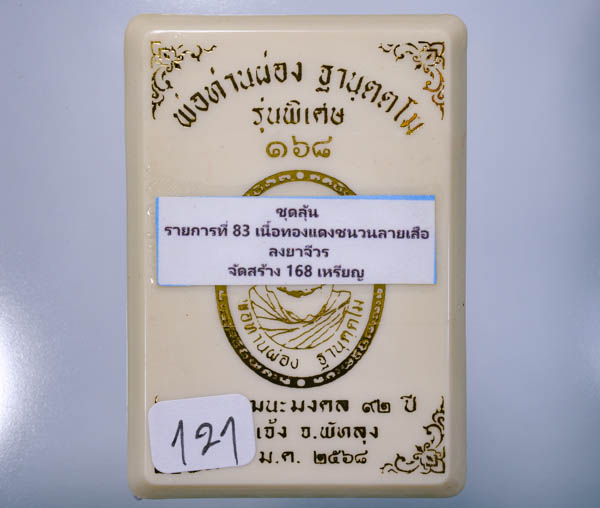 พ่อท่านผ่อง ฐานุตฺตโม
รุ่นพิเศษ
๑๖๘
ชุดลุ้น
รายการที่ 83 เนื้อทองแดงชนวนลายเสือ
ลงยาจีวร
จัดสร้าง 168 เหรียญ
พ่อท่านผ่อง ฐานุตฺตโม
มนะมงคล ๙๒ ปี
เอ้ง จ.พัทลุง
ม.ค. ๒๕๖๘
121